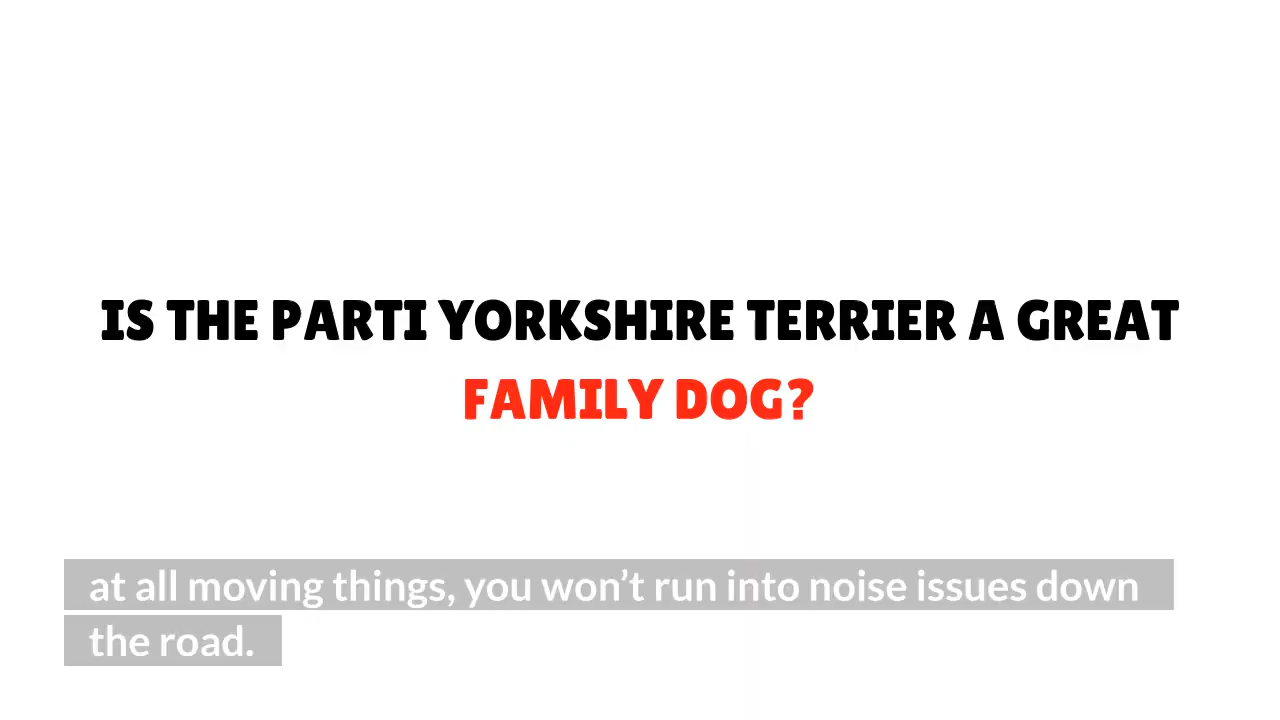 IS THE PARTI YORKSHIRE TERRIER A GREAT
FAMILY DOG?
at all moving things, you won’t run into noise issues down
the road.